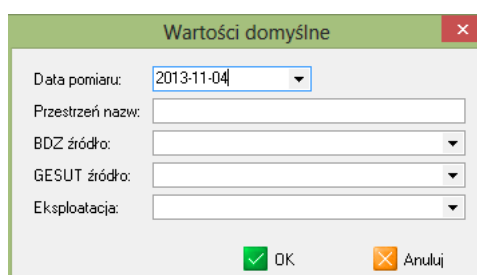 Wartości domyślne
Data pomiaru: 2013-11-04
Przestrzeń nazw:
BDZ źródło:
GESUT źródło:
Eksploatacja:
OK Anuluj